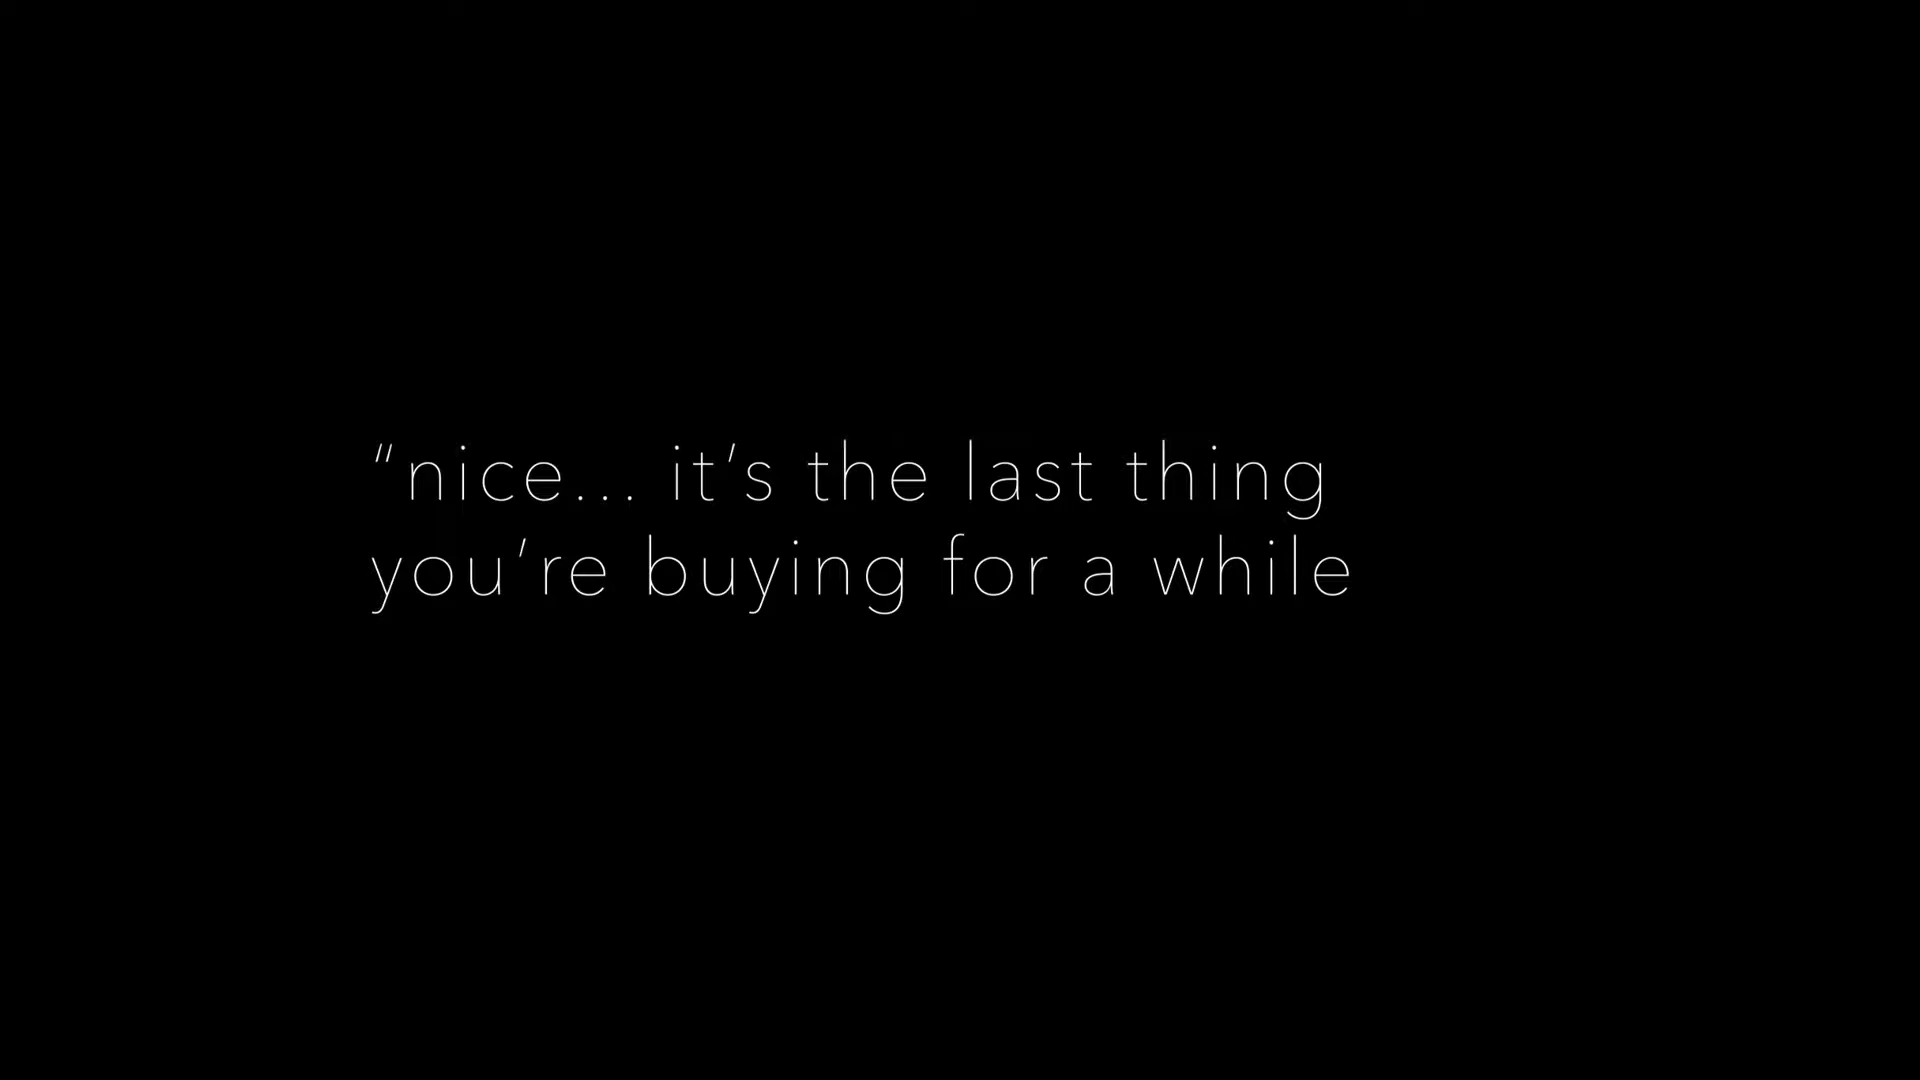 “nice... it’s the last thing
you’re buying for a while